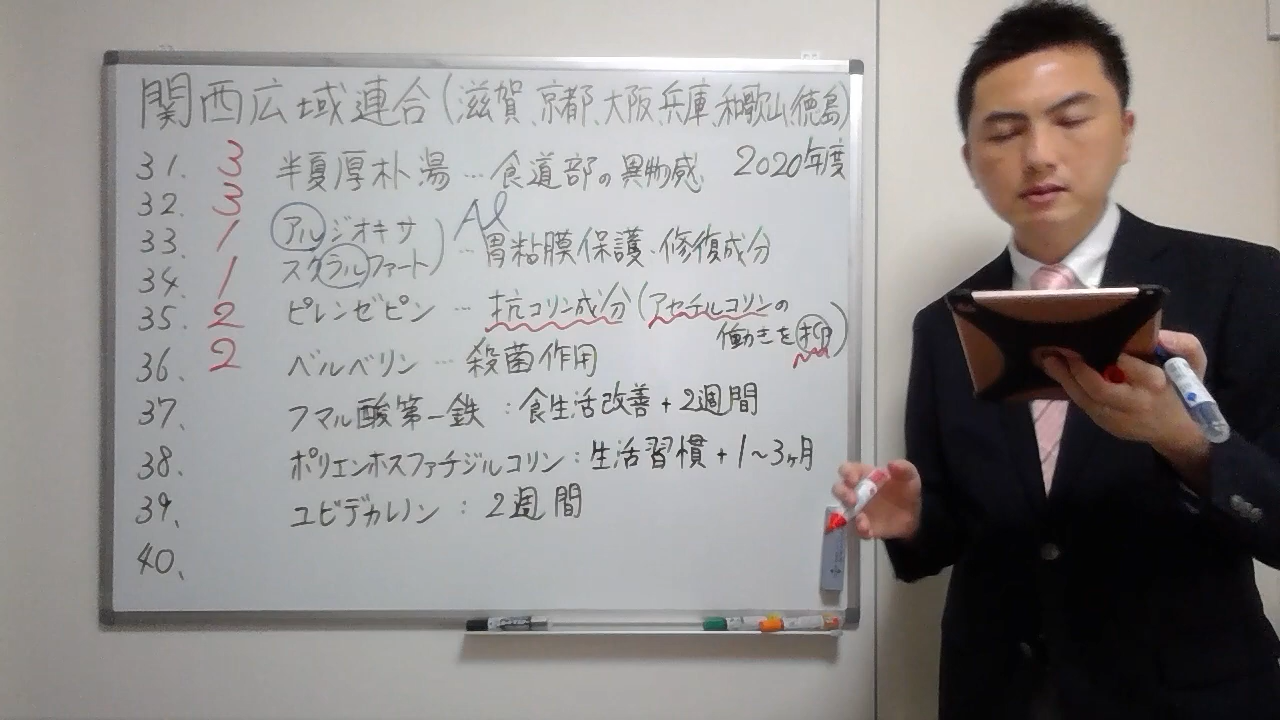 関西広域連合(滋賀、京都、大阪、兵庫、和歌山、徳島)
31. 3 半夏厚朴湯…食道部の異物感 2020年度
32. 3
33. 1 アルジオキサ
34. 1 スクラルファート) Al …胃粘膜保護・修復成分
35. 2 ピレンゼピン…抗コリン成分(アセチルコリンの
働きを抑)
36. 2 ベルベリン…殺菌作用
37. フマル酸第一鉄:食生活改善+2週間
38. ポリエンホスファチジルコリン:生活習慣+1~3ヶ月
39. ユビデカレノン:2週間
40.